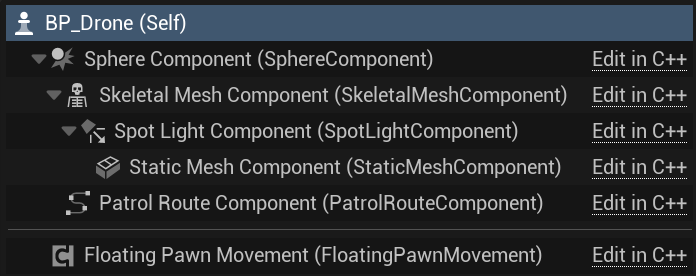 BP_Drone (Self)
Sphere Component (SphereComponent) Edit in C++
Skeletal Mesh Component (SkeletalMeshComponent) Edit in C++
Spot Light Component (SpotLightComponent) Edit in C++
Static Mesh Component (StaticMeshComponent) Edit in C++
Patrol Route Component (PatrolRouteComponent) Edit in C++
Floating Pawn Movement (FloatingPawnMovement) Edit in C++